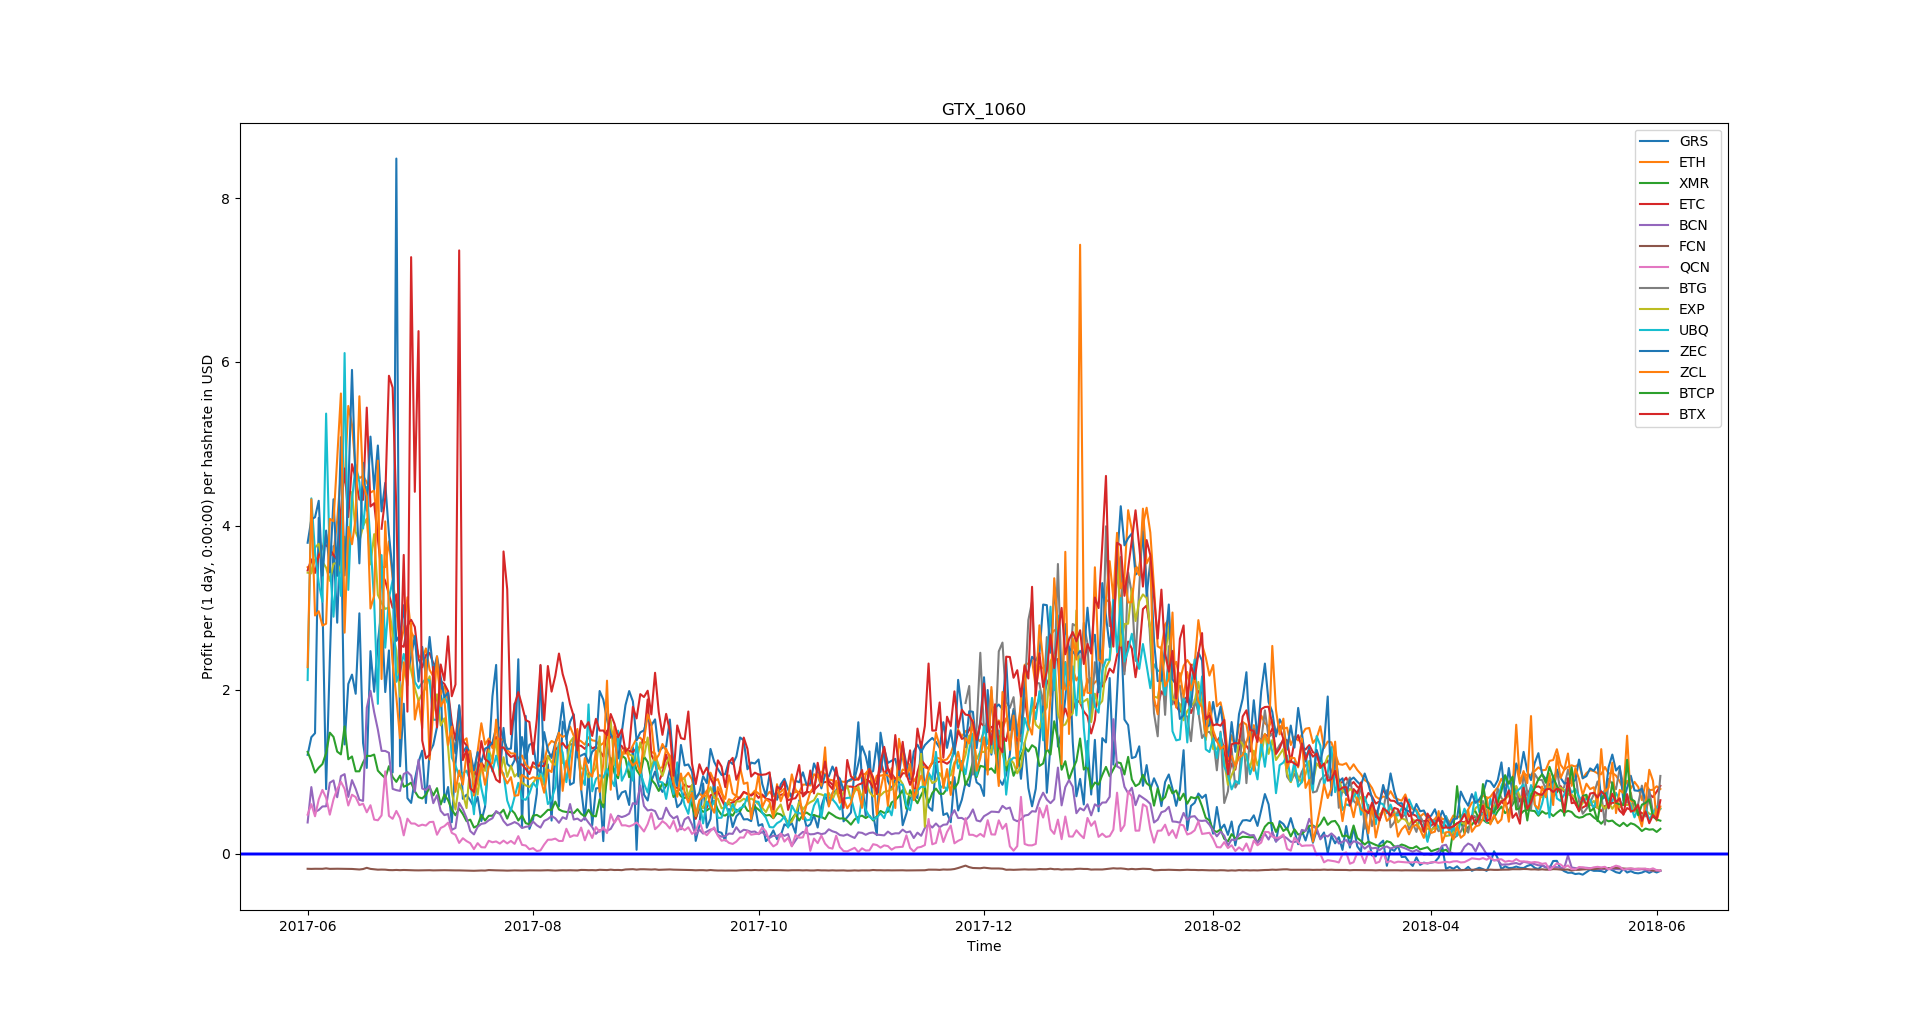 GTX_1060
Profit per (1 day, 0:00:00) per hashrate in USD
8
6
4
2
0
2017-06
2017-08
2017-10
2017-12
2018-02
2018-04
2018-06
Time
GRS
ETH
XMR
ETC
BCN
FCN
QCN
BTG
EXP
UBQ
ZEC
ZCL
BTCP
BTX